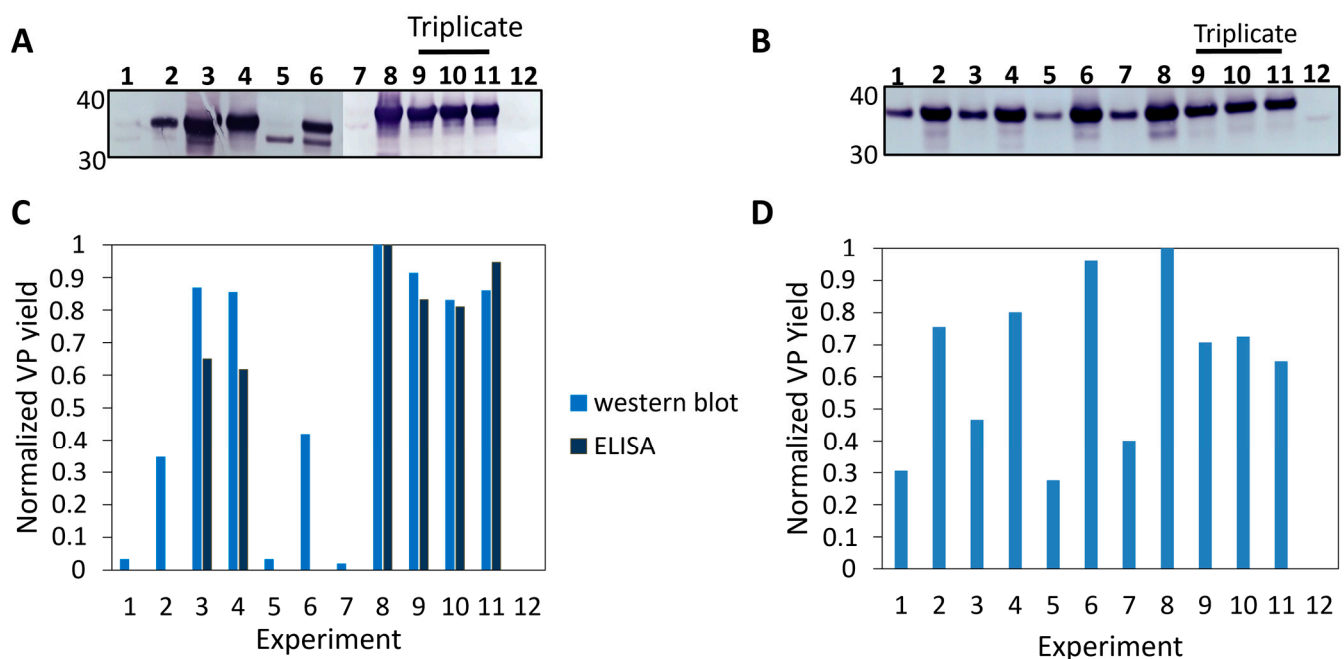 A
Triplicate
1 2 3 4 5 6 7 8 9 10 11 12
40
30
B
Triplicate
1 2 3 4 5 6 7 8 9 10 11 12
40
30
C
Normalized VP yield
1
0.9
0.8
0.7
0.6
0.5
0.4
0.3
0.2
0.1
0
1 2 3 4 5 6 7 8 9 10 11 12
Experiment
western blot
ELISA
D
Normalized VP Yield
1
0.9
0.8
0.7
0.6
0.5
0.4
0.3
0.2
0.1
0
1 2 3 4 5 6 7 8 9 10 11 12
Experiment